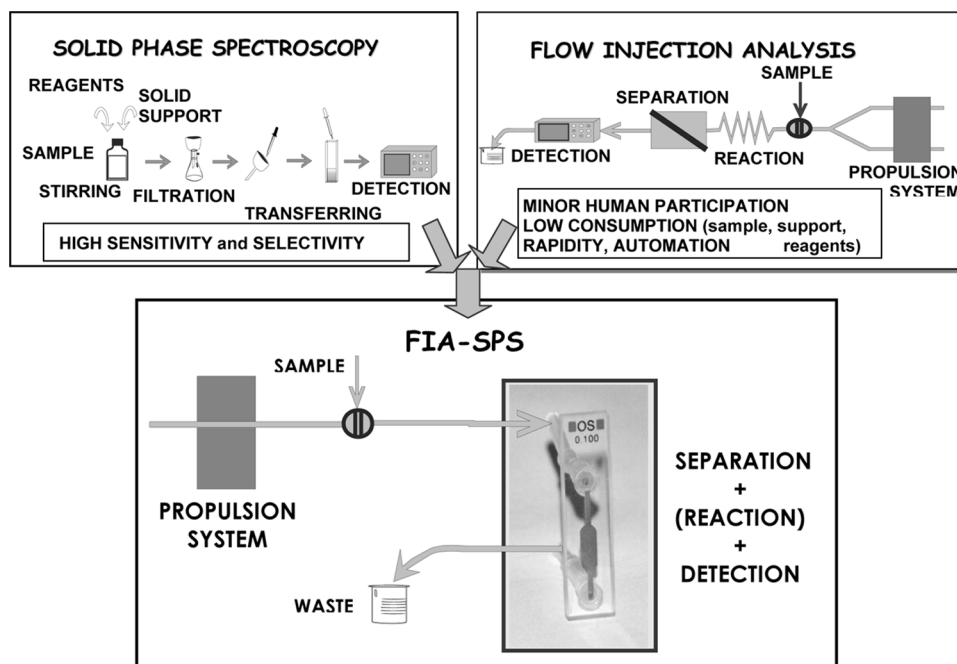 SOLID PHASE SPECTROSCOPY
REAGENTS
SOLID
SUPPORT
SAMPLE
STIRRING
FILTRATION
TRANSFERRING
DETECTION
HIGH SENSITIVITY and SELECTIVITY
FLOW INJECTION ANALYSIS
SAMPLE
SEPARATION
DETECTION
REACTION
PROPULSION
SYSTEM
MINOR HUMAN PARTICIPATION
LOW CONSUMPTION (sample, support,
RAPIDITY, AUTOMATION reagents)
FIA-SPS
SAMPLE
PROPULSION
SYSTEM
WASTE
OS
0.100
SEPARATION
+
(REACTION)
+
DETECTION